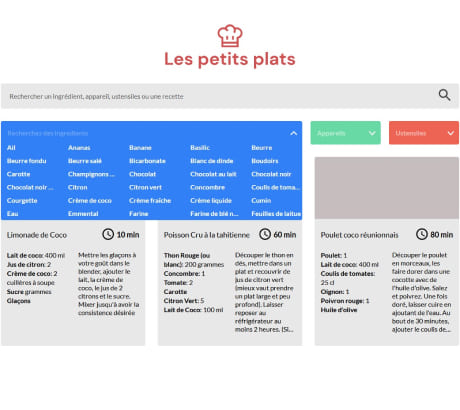 Les petits plats
Rechercher un ingrédient, appareil, ustensiles ou une recette
Recherchez des ingrédients
Appareils
Ustensiles
Ail Ananas Banane Basilic Beurre
Beurre fondu Beurre salé Bicarbonate Blanc de dinde Boudoirs
Carotte Champignons ... Chocolat Chocolat au lait Chocolat noir
Chocolat noir ... Citron Citron vert Concombre Coulis de toma...
Courgette Crème de coco Crème fraîche Crème liquide Cumin
Eau Emmental Farine Farine de blé n... Feuilles de laitue
Limonade de Coco
10 min
Lait de coco: 400 ml
Jus de citron: 2
Crème de coco: 2
cuillères à soupe
Sucre grammes
Glaçons
Mettre les glaçons à
votre goût dans le
blender, ajouter le
lait, la crème de
coco, le jus de 2
citrons et le sucre.
Mixer jusqu'à avoir la
consistence désirée
Poisson Cru à la tahitienne
60 min
Thon Rouge (ou
blanc): 200 grammes
Concombre: 1
Tomate: 2
Carotte
Citron Vert: 5
Lait de Coco: 100 ml
Découper le thon en
dés, mettre dans un
plat et recouvrir de
jus de citron vert
(mieux vaut prendre
un plat large et peu
profond). Laisser
reposer au
réfrigérateur au
moins 2 heures. (Si...
Poulet coco réunionnais
80 min
Poulet: 1
Lait de coco: 400 ml
Coulis de tomates:
25 cl
Oignon: 1
Poivron rouge: 1
Huile d'olive
Découper le poulet
en morceaux, les
faire dorer dans une
cocotte avec de
l'huile d'olive. Salez
et poivrez. Une fois
doré, laisser cuire en
ajoutant de l'eau. Au
bout de 30 minutes,
ajouter le coulis de...